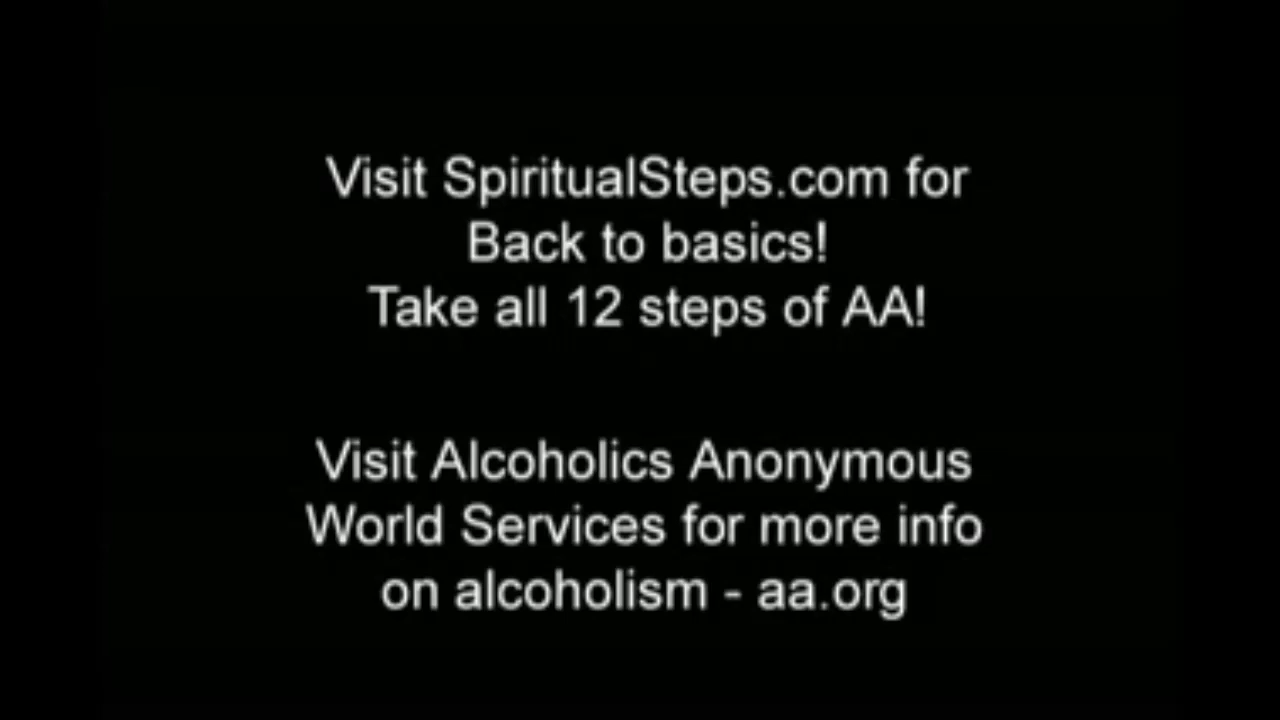 Visit SpiritualSteps.com for
Back to basics!
Take all 12 steps of AA!
Visit Alcoholics Anonymous
World Services for more info
on alcoholism - aa.org